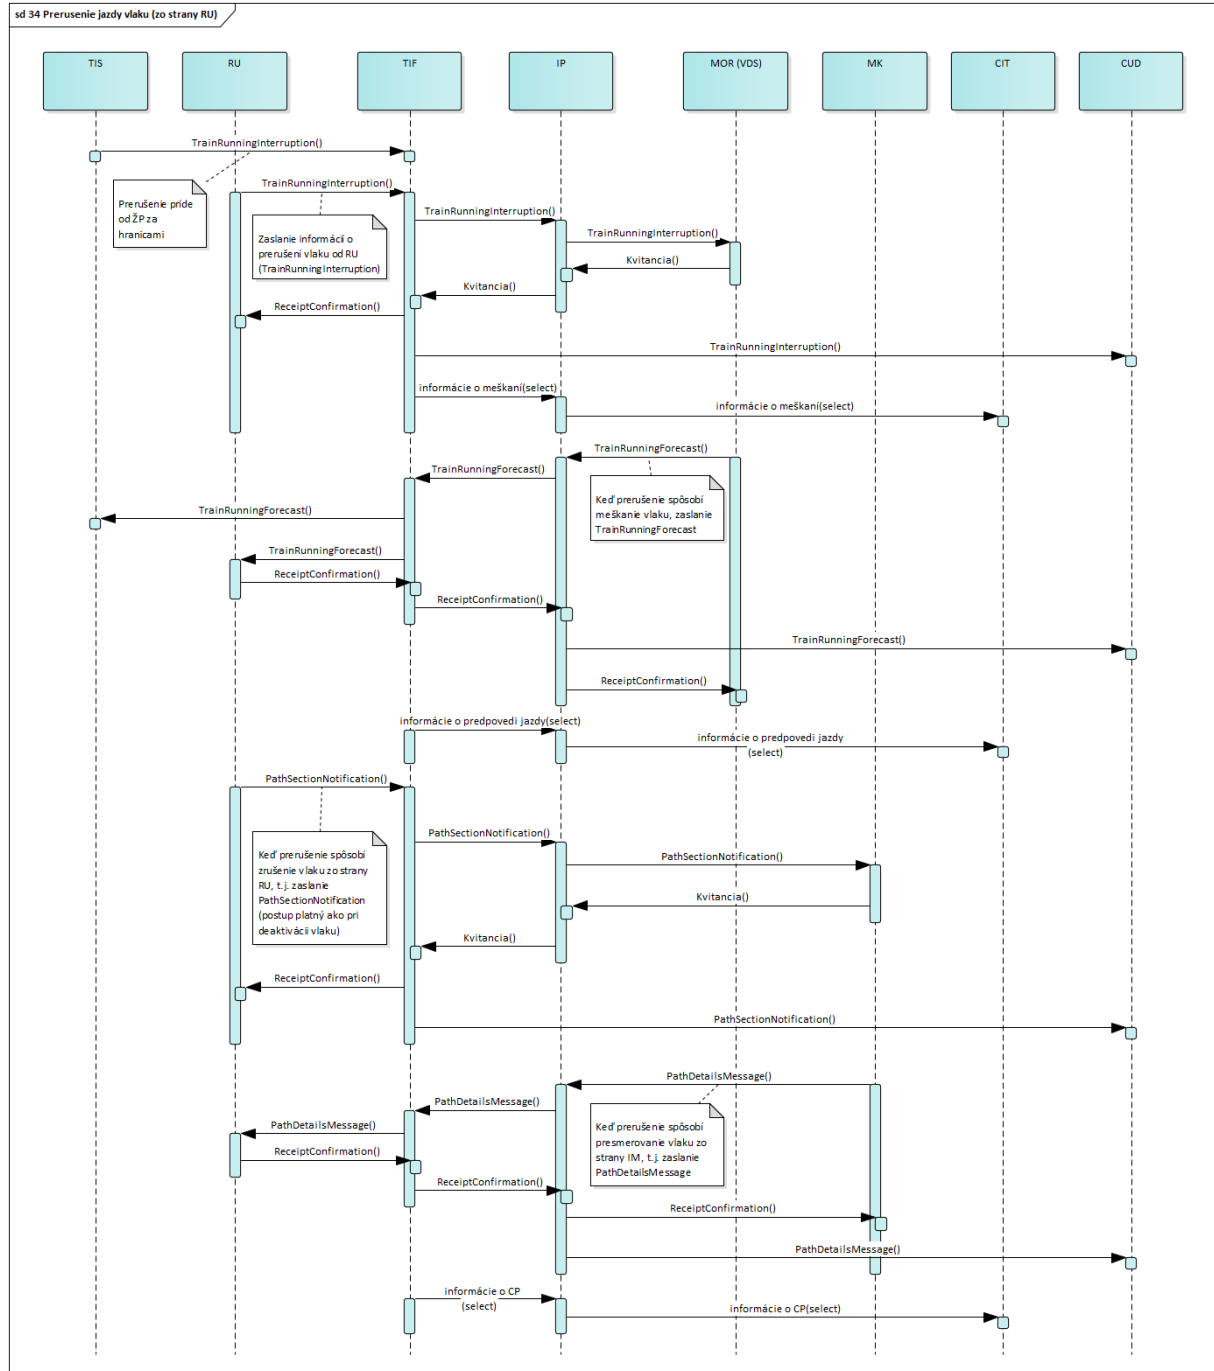 sd 34 Prerusenie jazdy vlaku (zo strany RU)
TIS
RU
TIF
IP
MOR (VDS)
MK
CIT
CUD
TrainRunningInterruption()
Prerušenie príde
od ŽP za
hranicami
TrainRunningInterruption()
Zaslanie informácií o
prerušení vlaku od RU
(TrainRunningInterruption)
TrainRunningInterruption()
TrainRunningInterruption()
Kvitancia()
Kvitancia()
ReceiptConfirmation()
TrainRunningInterruption()
informácie o meškaní(select)
informácie o meškaní(select)
TrainRunningForecast()
TrainRunningForecast()
Keď prerušenie spôsobí
meškanie vlaku, zaslanie
TrainRunningForecast
TrainRunningForecast()
TrainRunningForecast()
ReceiptConfirmation()
ReceiptConfirmation()
TrainRunningForecast()
ReceiptConfirmation()
informácie o predpovedi jazdy(select)
informácie o predpovedi jazdy
(select)
PathSectionNotification()
Keď prerušenie spôsobí
zrušenie vlaku zo strany
RU, t.j. zaslanie
PathSectionNotification
(postup platný ako pri
deaktivácii vlaku)
PathSectionNotification()
PathSectionNotification()
Kvitancia()
Kvitancia()
ReceiptConfirmation()
PathSectionNotification()
PathDetailsMessage()
PathDetailsMessage()
Keď prerušenie spôsobí
presmerovanie vlaku zo
strany IM, t.j. zaslanie
PathDetailsMessage
PathDetailsMessage()
ReceiptConfirmation()
ReceiptConfirmation()
ReceiptConfirmation()
PathDetailsMessage()
informácie o CP
(select)
informácie o CP(select)